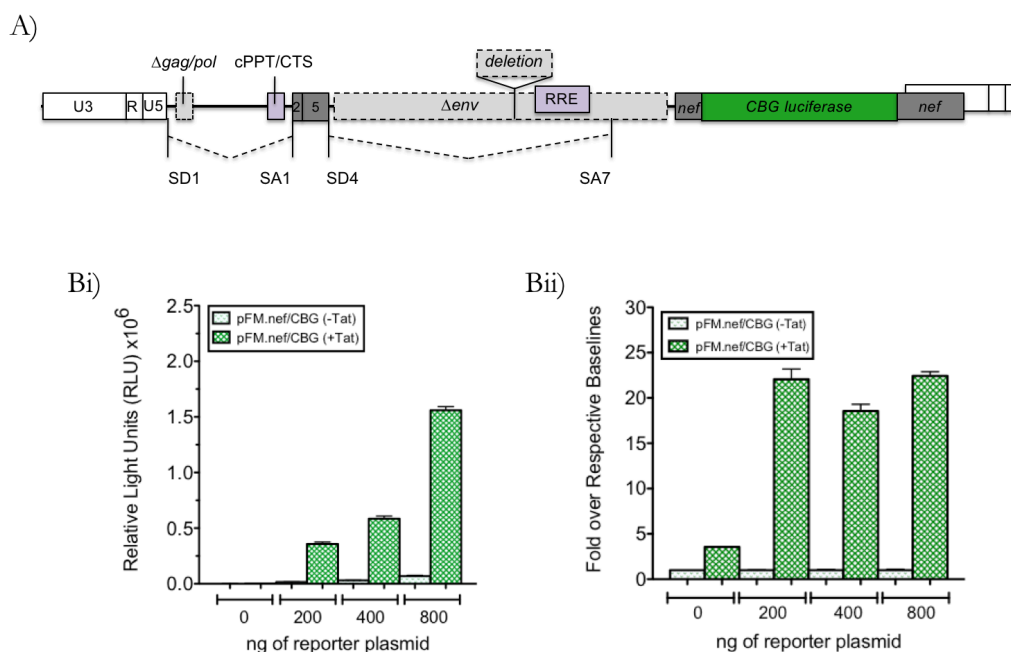 A)
Δgag/pol
cPPT/CTS
deletion
U3
R
U5
2
5
Δenv
RRE
nef
CBG luciferase
nef
SD1
SA1
SD4
SA7
Bi)
Relative Light Units (RLU) x10⁶
2.5
2.0
1.5
1.0
0.5
0.0
pFM.nef/CBG (-Tat)
pFM.nef/CBG (+Tat)
0 200 400 800
ng of reporter plasmid
Bii)
Fold over Respective Baselines
30
25
20
15
10
5
0
pFM.nef/CBG (-Tat)
pFM.nef/CBG (+Tat)
0 200 400 800
ng of reporter plasmid